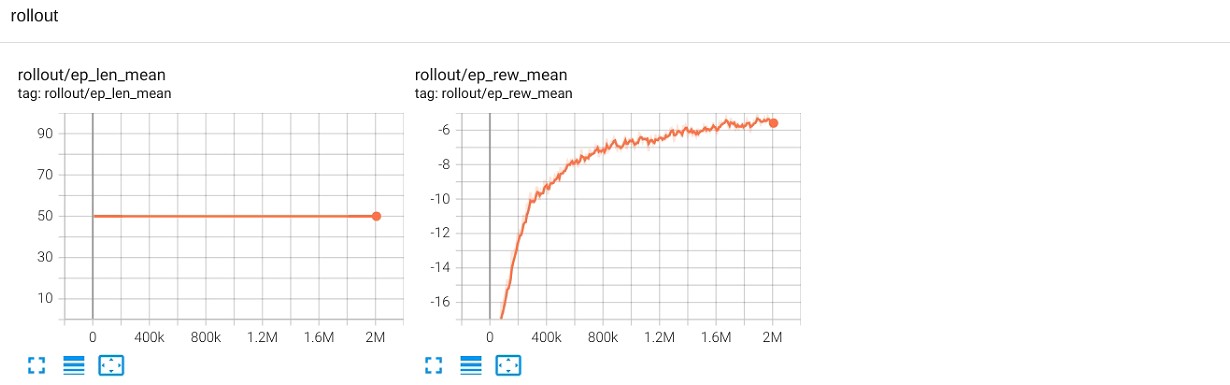 rollout
rollout/ep_len_mean
tag: rollout/ep_len_mean
90
70
50
30
10
0 400k 800k 1.2M 1.6M 2M
rollout/ep_rew_mean
tag: rollout/ep_rew_mean
-6
-8
-10
-12
-14
-16
0 400k 800k 1.2M 1.6M 2M